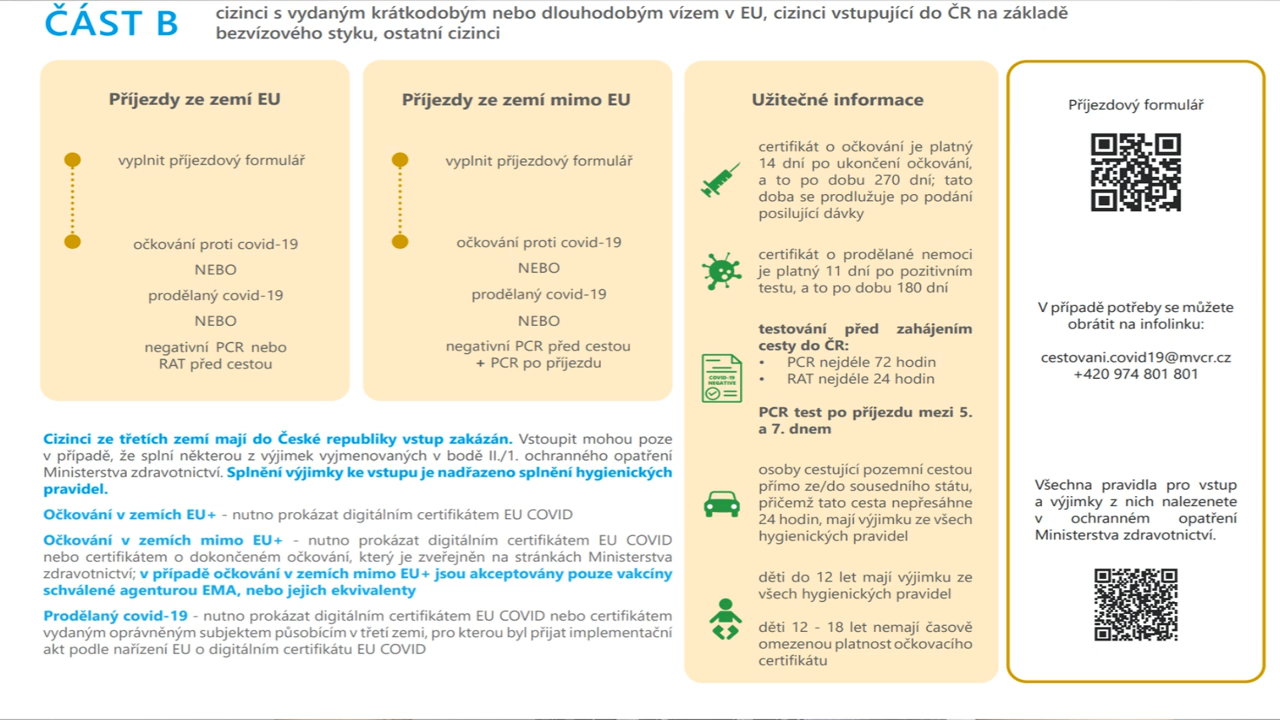 ČÁST B
cizinci s vydaným krátkodobým nebo dlouhodobým vízem v EU, cizinci vstupující do ČR na základě
bezvízového styku, ostatní cizinci
Příjezdy ze zemí EU
vyplnit příjezdový formulář
očkování proti covid-19
NEBO
prodělaný covid-19
NEBO
negativní PCR nebo
RAT před cestou
Příjezdy ze zemí mimo EU
vyplnit příjezdový formulář
očkování proti covid-19
NEBO
prodělaný covid-19
NEBO
negativní PCR před cestou
+ PCR po příjezdu
Cizinci ze třetích zemí mají do České republiky vstup zakázán. Vstoupit mohou poze
v případě, že splní některou z výjimek vyjmenovaných v bodě II./1. ochranného opatření
Ministerstva zdravotnictví. Splnění výjimky ke vstupu je nadřazeno splnění hygienických
pravidel.
Očkování v zemích EU+ - nutno prokázat digitálním certifikátem EU COVID
Očkování v zemích mimo EU+ - nutno prokázat digitálním certifikátem EU COVID
nebo certifikátem o dokončeném očkování, který je zveřejněn na stránkách Ministerstva
zdravotnictví; v případě očkování v zemích mimo EU+ jsou akceptovány pouze vakcíny
schválené agenturou EMA, nebo jejich ekvivalenty
Prodělaný covid-19 - nutno prokázat digitálním certifikátem EU COVID nebo certifikátem
vydaným oprávněným subjektem působícím v třetí zemi, pro kterou byl přijat implementační
akt podle nařízení EU o digitálním certifikátu EU COVID
Užitečné informace
certifikát o očkování je platný
14 dní po ukončení očkování,
a to po dobu 270 dní; tato
doba se prodlužuje po podání
posilující dávky
certifikát o prodělané nemoci
je platný 11 dní po pozitivním
testu, a to po dobu 180 dní
COVID-19
NEGATIVE
testování před zahájením
cesty do ČR:
• PCR nejdéle 72 hodin
• RAT nejdéle 24 hodin
PCR test po příjezdu mezi 5.
a 7. dnem
osoby cestující pozemní cestou
přímo ze/do sousedního státu,
přičemž tato cesta nepřesáhne
24 hodin, mají výjimku ze všech
hygienických pravidel
děti do 12 let mají výjimku ze
všech hygienických pravidel
děti 12 - 18 let nemají časově
omezenou platnost očkovacího
certifikátu
Příjezdový formulář
V případě potřeby se můžete
obrátit na infolinku:
cestovani.covid19@mvcr.cz
+420 974 801 801
Všechna pravidla pro vstup
a výjimky z nich nalezenete
v ochranném opatření
Ministerstva zdravotnictví.